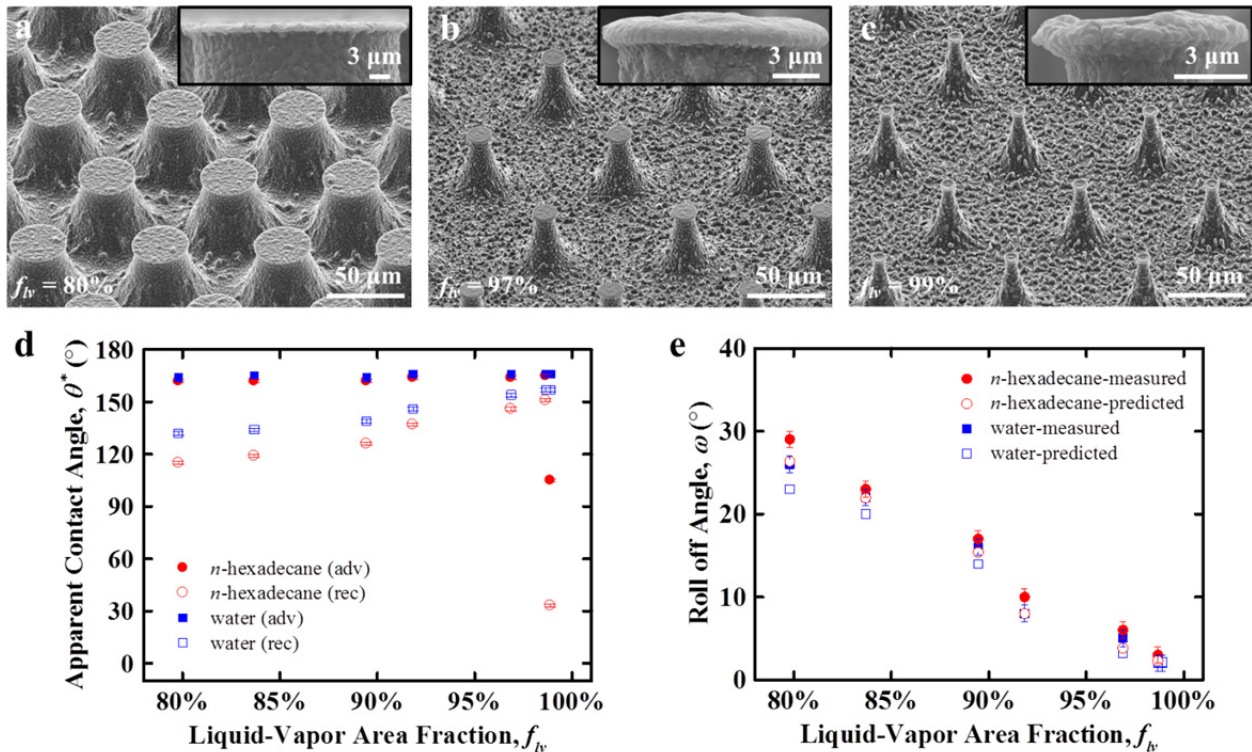 a
3 μm
f_lv = 80%
50 μm
b
3 μm
f_lv = 97%
50 μm
c
3 μm
f_lv = 99%
50 μm
d
Apparent Contact Angle, θ* (°)
180
150
120
90
60
30
0
n-hexadecane (adv)
n-hexadecane (rec)
water (adv)
water (rec)
80% 85% 90% 95% 100%
Liquid-Vapor Area Fraction, f_lv
e
Roll off Angle, ω (°)
40
30
20
10
0
n-hexadecane-measured
n-hexadecane-predicted
water-measured
water-predicted
80% 85% 90% 95% 100%
Liquid-Vapor Area Fraction, f_lv